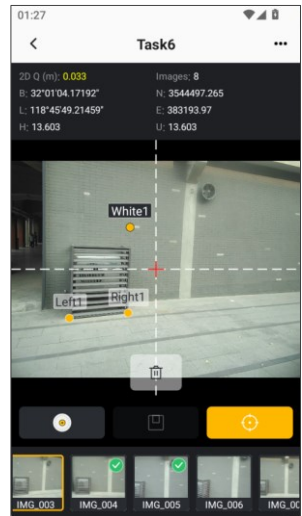 01:27
Task6
2D Q (m): 0.033 Images: 8
B: 32°01'04.17192" N: 3544497.265
L: 118°45'49.21459" E: 383193.97
H: 13.603 U: 13.603
White1
Left1 Right1
IMG_003 IMG_004 IMG_005 IMG_006 IMG_00